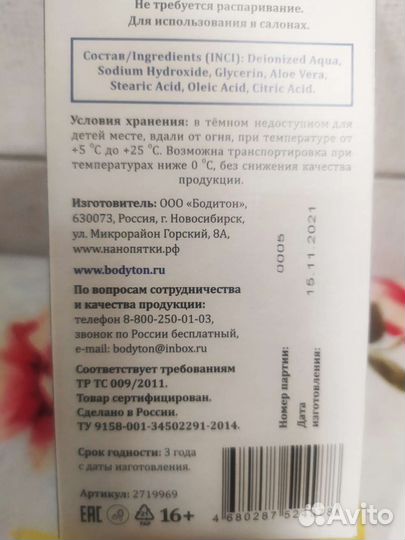 Не требуется распаривание.
Для использования в салонах.
Состав/Ingredients (INCI): Deionized Aqua,
Sodium Hydroxide, Glycerin, Aloe Vera,
Stearic Acid, Oleic Acid, Citric Acid.
Условия хранения: в тёмном недоступном для
детей месте, вдали от огня, при температуре от
+5 °C до +25 °C. Возможна транспортировка при
температурах ниже 0 °C, без снижения качества
продукции.
Изготовитель: ООО «Бодитон»,
630073, Россия, г. Новосибирск,
ул. Микрорайон Горский, 8А,
www.нанопятки.рф
www.bodyton.ru
По вопросам сотрудничества
и качества продукции:
телефон 8-800-250-01-03,
звонок по России бесплатный,
e-mail: bodyton@inbox.ru
Соответствует требованиям
ТР ТС 009/2011.
Товар сертифицирован.
Сделано в России.
ТУ 9158-001-34502291-2014.
Срок годности: 3 года
с даты изготовления.
Артикул: 2719969
EAC
PAP
16+
Номер партии:
0005
Дата
изготовления:
15.11.2021
4 680287
Avito